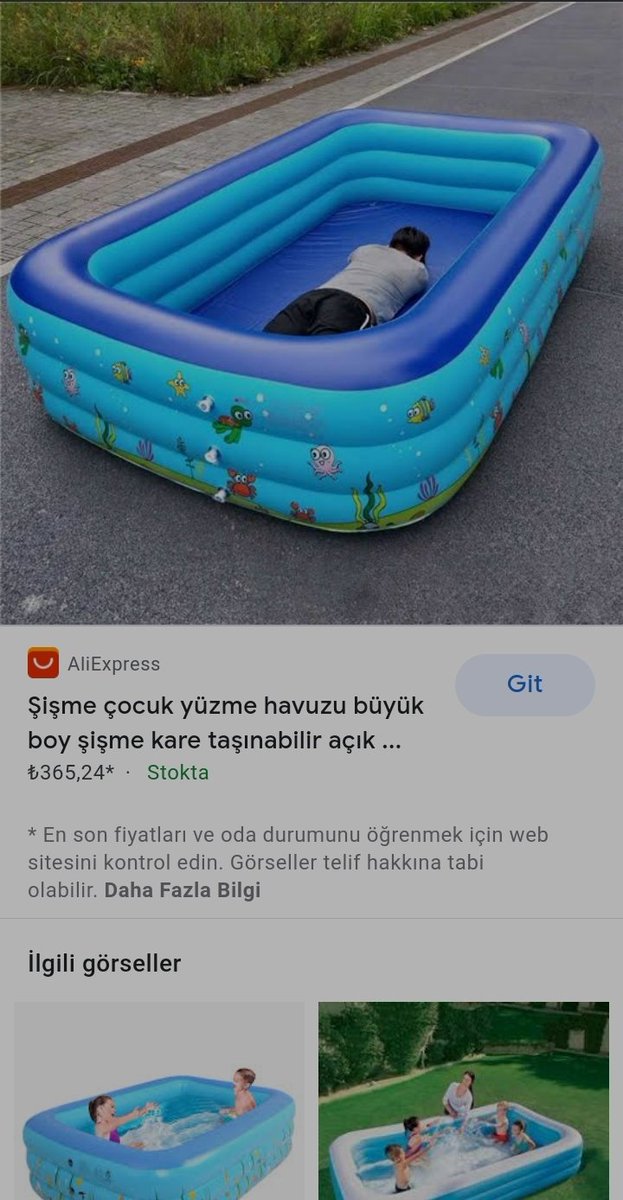 AliExpress
Git
Şişme çocuk yüzme havuzu büyük
boy şişme kare taşınabilir açık ...
₺365,24* · Stokta
* En son fiyatları ve oda durumunu öğrenmek için web
sitesini kontrol edin. Görseller telif hakkına tabi
olabilir. Daha Fazla Bilgi
İlgili görseller